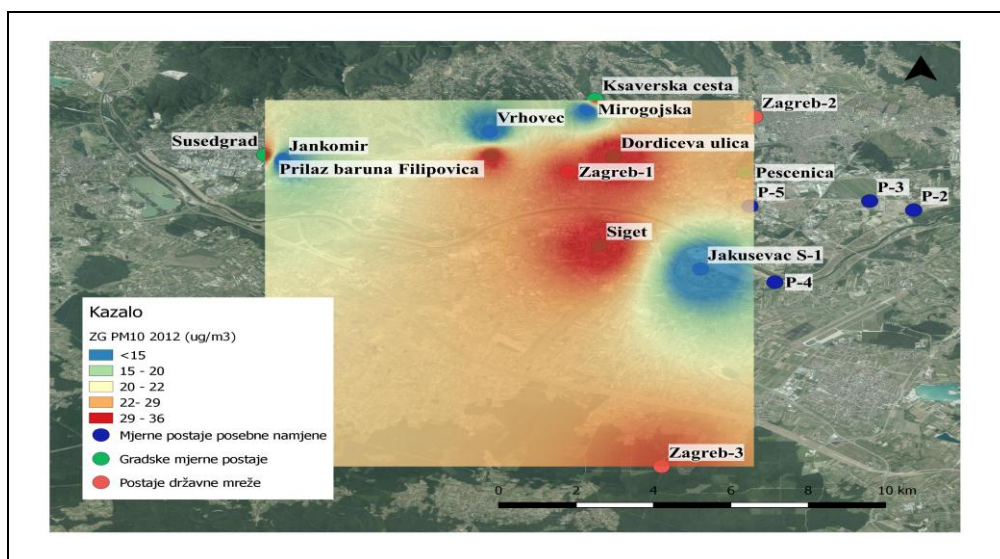 Ksaverska cesta
Zagreb-2
Mirogojska
Vrhovec
Susedgrad
Jankomir
Dordiceva ulica
Prilaz baruna Filipovica
Zagreb-1
Pescenica
P-5
P-3
P-2
Siget
Jakusevac S-1
P-4
Kazalo
ZG PM10 2012 (ug/m3)
<15
15 - 20
20 - 22
22- 29
29 - 36
Mjerne postaje posebne namjene
Gradske mjerne postaje
Postaje državne mreže
Zagreb-3
0 2 4 6 8 10 km